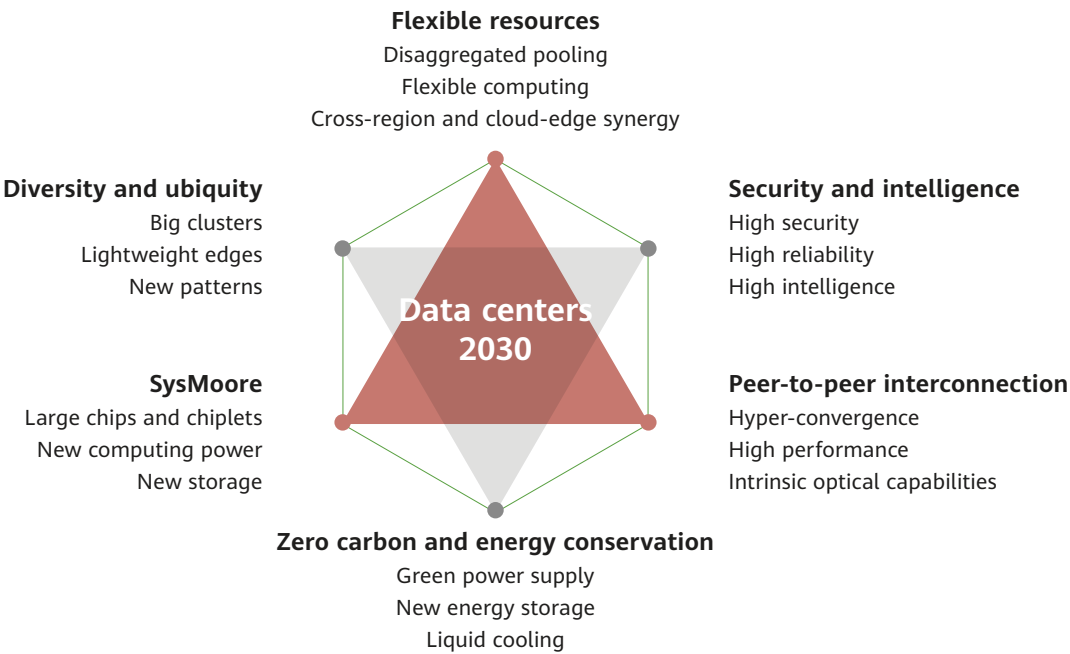 Flexible resources
Disaggregated pooling
Flexible computing
Cross-region and cloud-edge synergy
Diversity and ubiquity
Big clusters
Lightweight edges
New patterns
Security and intelligence
High security
High reliability
High intelligence
Data centers
2030
SysMoore
Large chips and chiplets
New computing power
New storage
Peer-to-peer interconnection
Hyper-convergence
High performance
Intrinsic optical capabilities
Zero carbon and energy conservation
Green power supply
New energy storage
Liquid cooling